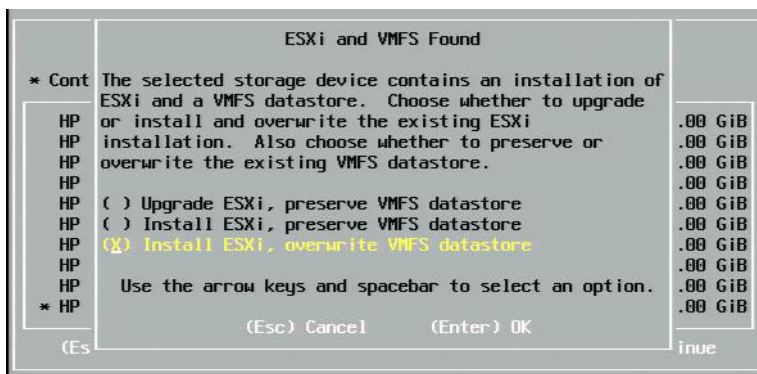 ESXi and VMFS Found
* Cont
The selected storage device contains an installation of
ESXi and a VMFS datastore. Choose whether to upgrade
HP or install and overwrite the existing ESXi .00 GiB
HP installation. Also choose whether to preserve or .00 GiB
HP overwrite the existing VMFS datastore. .00 GiB
HP .00 GiB
HP ( ) Upgrade ESXi, preserve VMFS datastore .00 GiB
HP ( ) Install ESXi, preserve VMFS datastore .00 GiB
HP (X) Install ESXi, overwrite VMFS datastore .00 GiB
HP .00 GiB
HP Use the arrow keys and spacebar to select an option. .00 GiB
* HP .00 GiB
(Esc) Cancel (Enter) OK
(Es inue